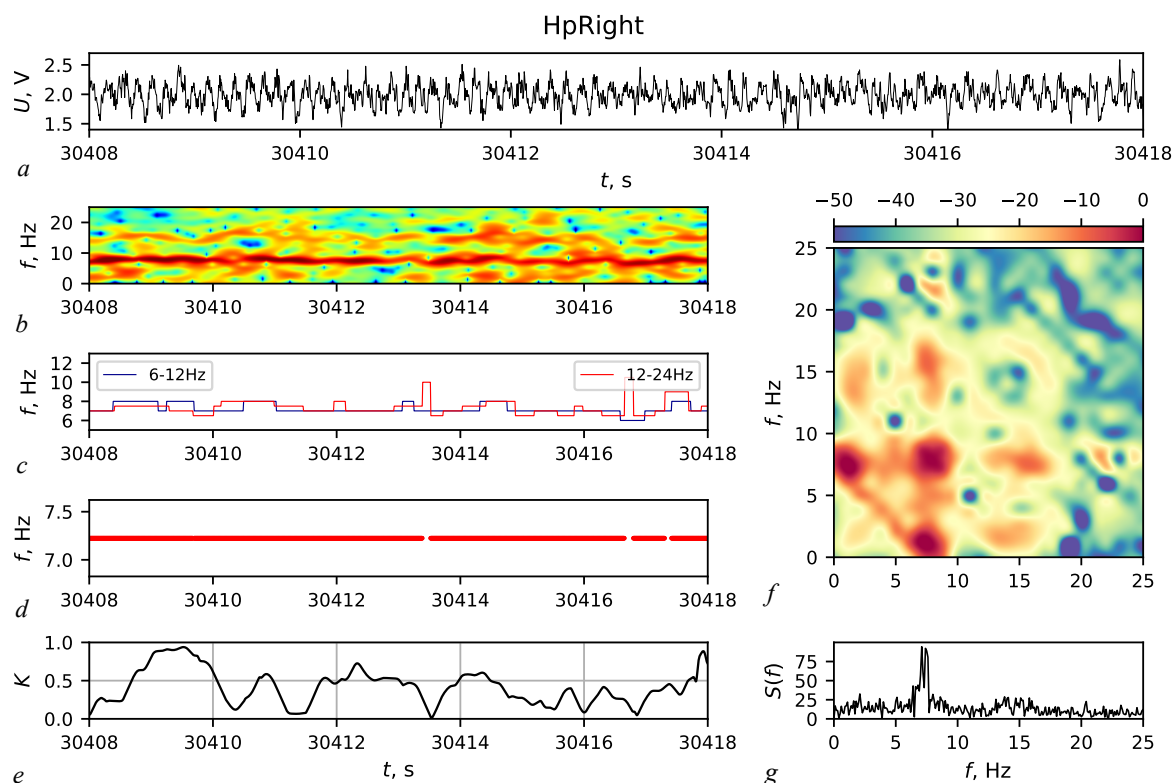 HpRight
U, V
2.5
2.0
1.5
30408 30410 30412 30414 30416 30418
t, s
a
f, Hz
20
10
0
30408 30410 30412 30414 30416 30418
b
f, Hz
12
10
8
6
6-12Hz 12-24Hz
30408 30410 30412 30414 30416 30418
c
f, Hz
7.5
7.0
30408 30410 30412 30414 30416 30418
d
K
1.0
0.5
0.0
30408 30410 30412 30414 30416 30418
t, s
e
−50 −40 −30 −20 −10 0
f, Hz
25
20
15
10
5
0
0 5 10 15 20 25
f
S(f)
75
50
25
0
0 5 10 15 20 25
f, Hz
g